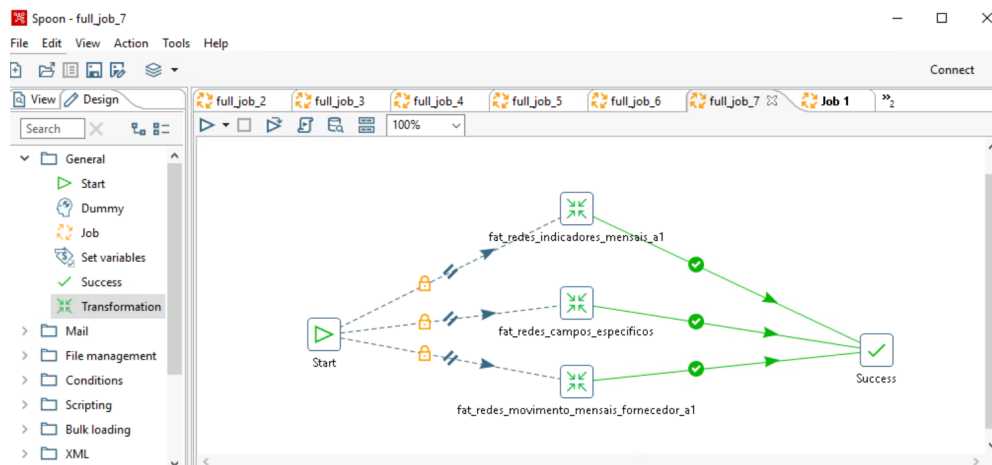 Spoon - full_job_7
File Edit View Action Tools Help
Connect
View Design
full_job_2 full_job_3 full_job_4 full_job_5 full_job_6 full_job_7 Job 1 »2
Search
100%
General
Start
Dummy
Job
Set variables
Success
Transformation
Mail
File management
Conditions
Scripting
Bulk loading
XML
fat_redes_indicadores_mensais_a1
fat_redes_campos_especificos
Start
Success
fat_redes_movimento_mensais_fornecedor_a1